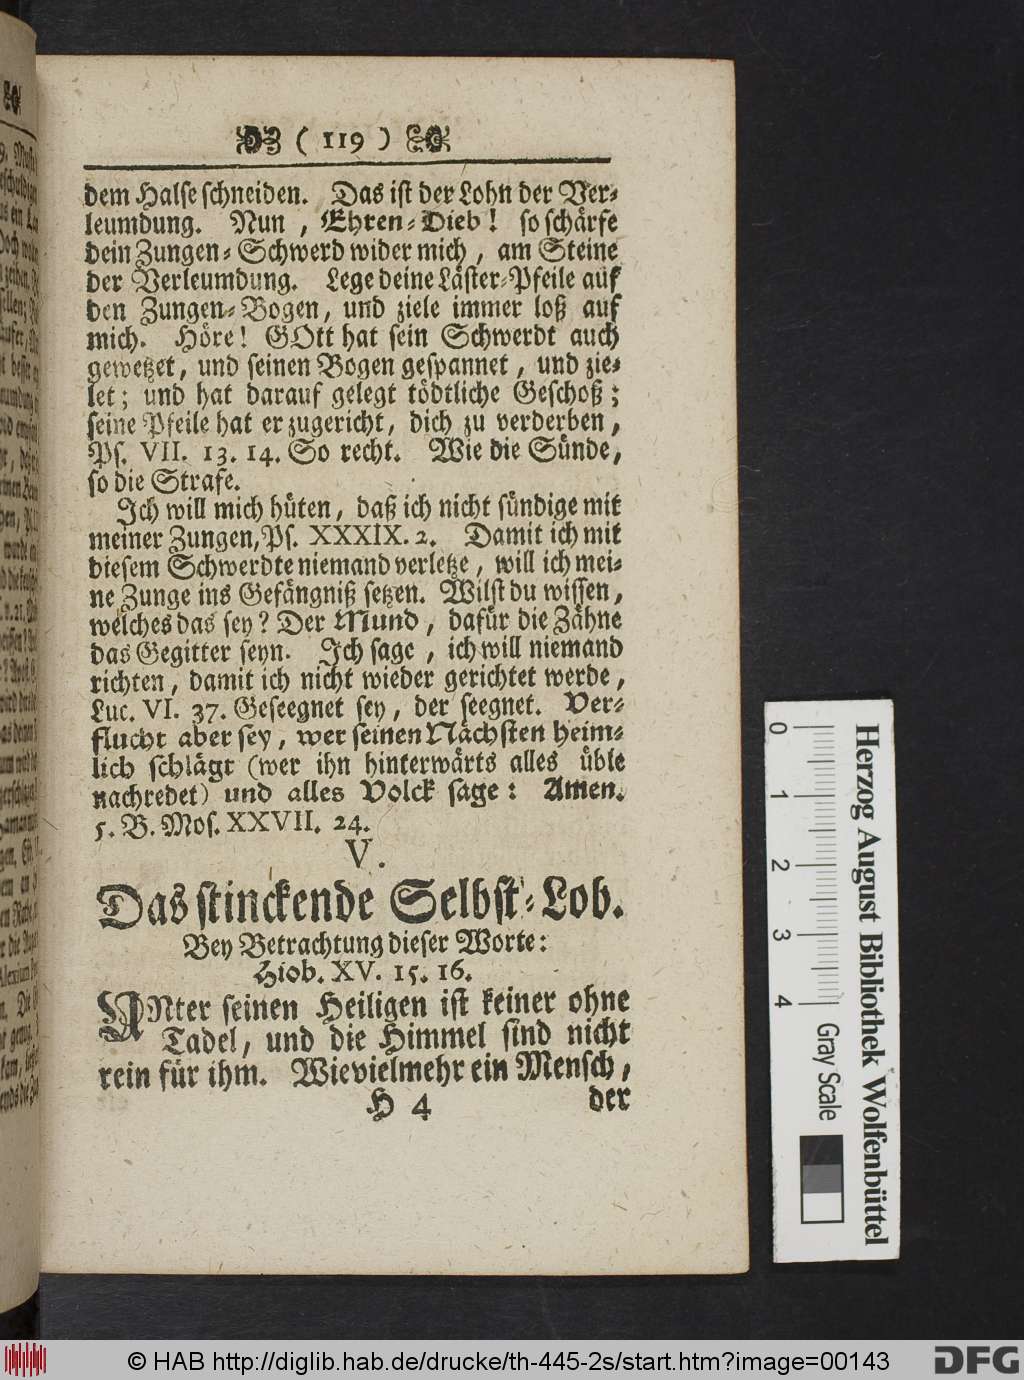 ( 119 )
dem Halse schneiden. Das ist der Lohn der Ver-
leumdung. Nun, Ehren-Dieb! so schärfe
dein Zungen-Schwerd wider mich, am Steine
der Verleumdung. Lege deine Läster-Pfeile auf
den Zungen-Bogen, und ziele immer loß auf
mich. Höre! GOtt hat sein Schwerdt auch
gewetzet, und seinen Bogen gespannet, und zie-
let; und hat darauf gelegt tödtliche Geschoß;
seine Pfeile hat er zugericht, dich zu verderben,
Ps. VII. 13. 14. So recht. Wie die Sünde,
so die Strafe.
Ich will mich hüten, daß ich nicht sündige mit
meiner Zungen, Ps. XXXIX. 2. Damit ich mit
diesem Schwerdte niemand verletze, will ich mei-
ne Zunge ins Gefängniß setzen. Wilst du wissen,
welches das sey? Der Mund, dafür die Zähne
das Gegitter seyn. Ich sage, ich will niemand
richten, damit ich nicht wieder gerichtet werde,
Luc. VI. 37. Geseegnet sey, der seegnet. Ver-
flucht aber sey, wer seinen Nächsten heim-
lich schlägt (wer ihn hinterwärts alles üble
nachredet) und alles Volck sage: Amen.
5. B. Mos. XXVII. 24.
V.
Das stinckende Selbst-Lob.
Bey Betrachtung dieser Worte:
Hiob. XV. 15. 16.
UNter seinen Heiligen ist keiner ohne
Tadel, und die Himmel sind nicht
rein für ihm. Wievielmehr ein Mensch,
H 4 der
Herzog August Bibliothek Wolfenbüttel
0 1 2 3 4 Gray Scale
© HAB http://diglib.hab.de/drucke/th-445-2s/start.htm?image=00143
DFG